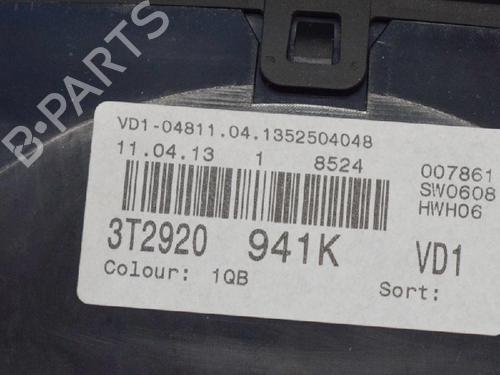 B-PARTS
VD1-04811.04.1352504048
11.04.13 1 8524
007861
SW0608
HWH06
3T2920 941K VD1
Colour: 1QB Sort: